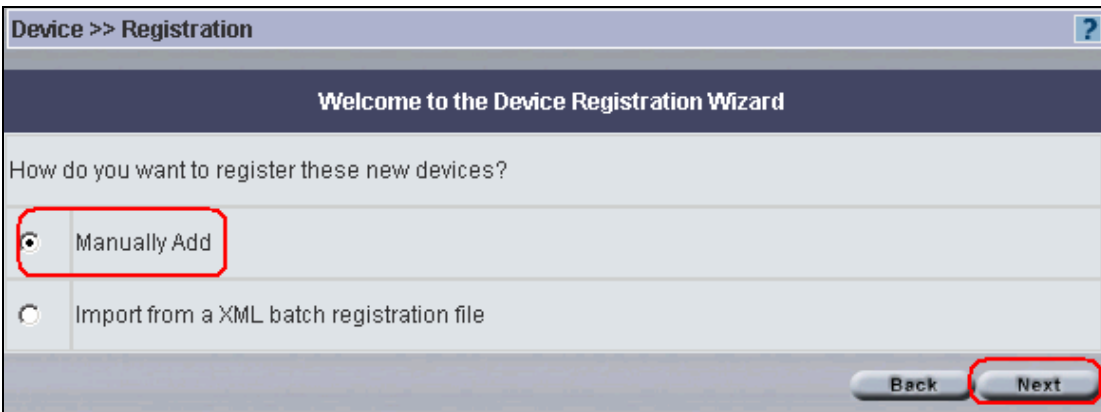 Device >> Registration ?
Welcome to the Device Registration Wizard
How do you want to register these new devices?
Manually Add
Import from a XML batch registration file
Back Next